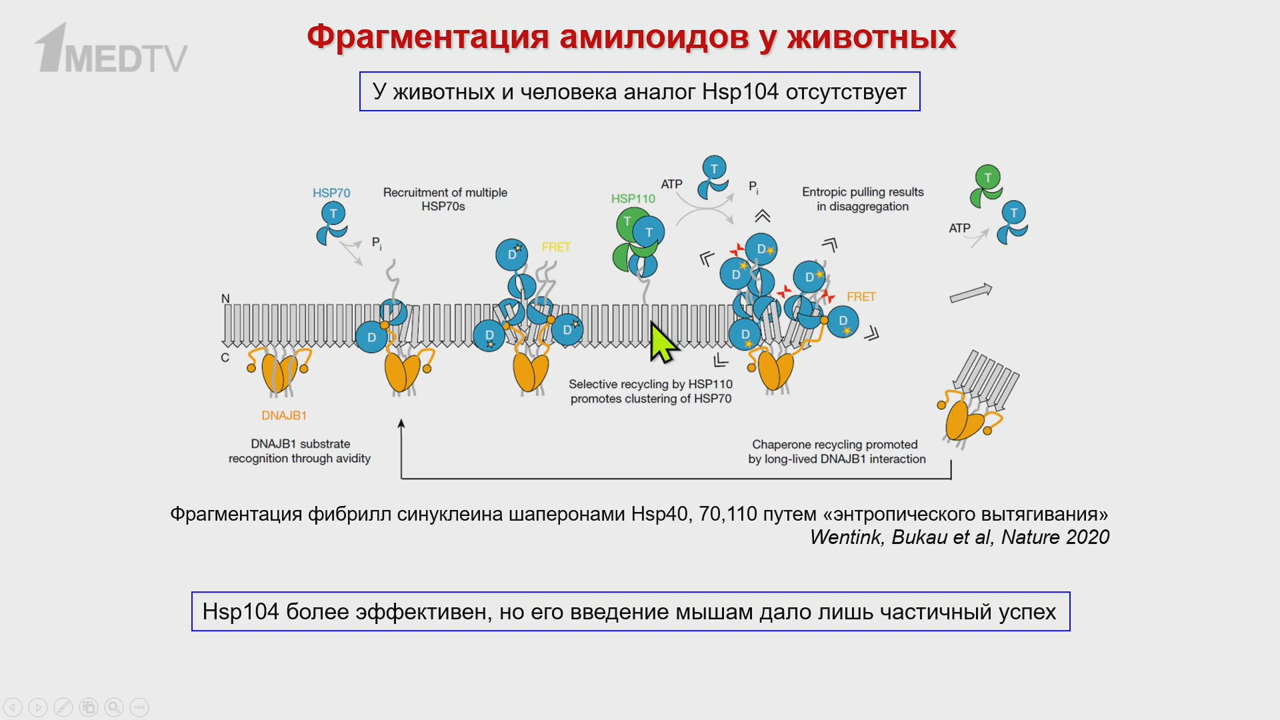 1MEDTV
Фрагментация амилоидов у животных
У животных и человека аналог Hsp104 отсутствует
HSP70
T
Pi
Recruitment of multiple
HSP70s
D
FRET
HSP110
T
T
ATP
T
Pi
Entropic pulling results
in disaggregation
T
ATP
T
N
C
D
D
D
D
D
D
D
D
FRET
DNAJB1
DNAJB1 substrate
recognition through avidity
Selective recycling by HSP110
promotes clustering of HSP70
Chaperone recycling promoted
by long-lived DNAJB1 interaction
Фрагментация фибрилл синуклеина шаперонами Hsp40, 70,110 путем «энтропического вытягивания»
Wentink, Bukau et al, Nature 2020
Hsp104 более эффективен, но его введение мышам дало лишь частичный успех